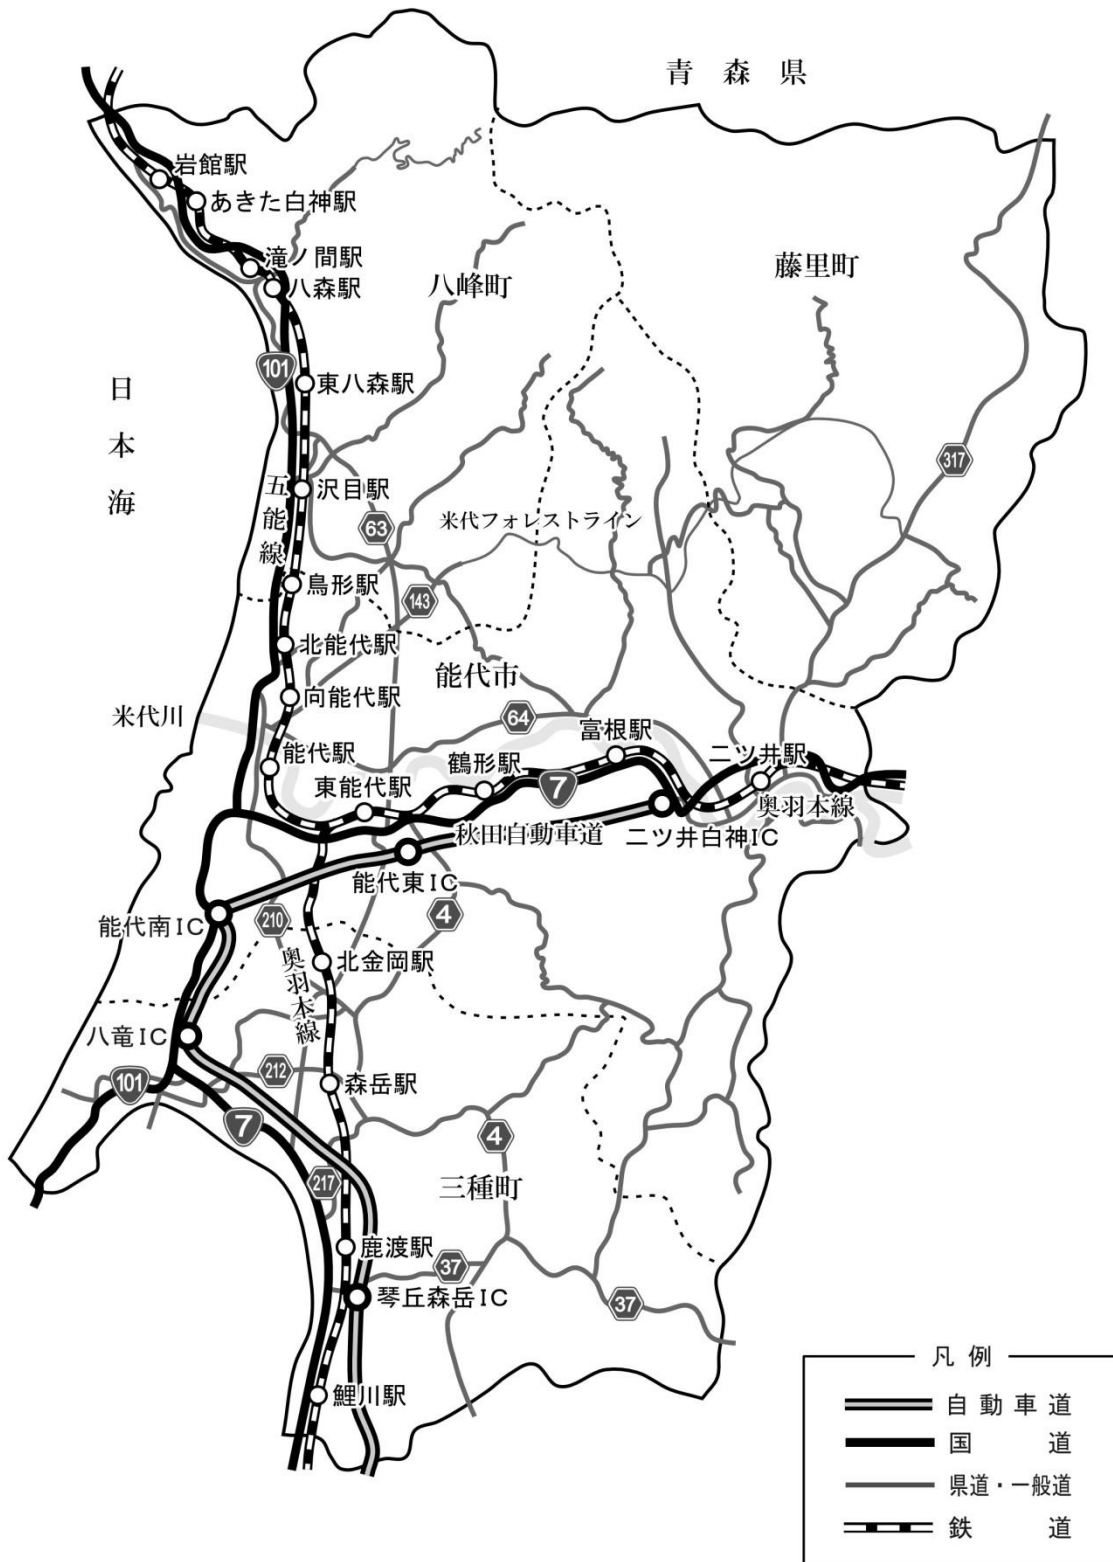 青森県
岩館駅
あきた白神駅
滝ノ間駅
八森駅
八峰町
藤里町
日本海
101
東八森駅
317
五能線
沢目駅
63
米代フォレストライン
鳥形駅
143
北能代駅
能代市
向能代駅
米代川
64
富根駅
能代駅
鶴形駅
二ツ井駅
東能代駅
7
奥羽本線
秋田自動車道
二ツ井白神IC
能代東IC
能代南IC
210
4
奥羽本線
北金岡駅
八竜IC
101
212
森岳駅
7
4
217
三種町
鹿渡駅
37
琴丘森岳IC
37
鯉川駅
凡例
自動車道
国道
県道・一般道
鉄道